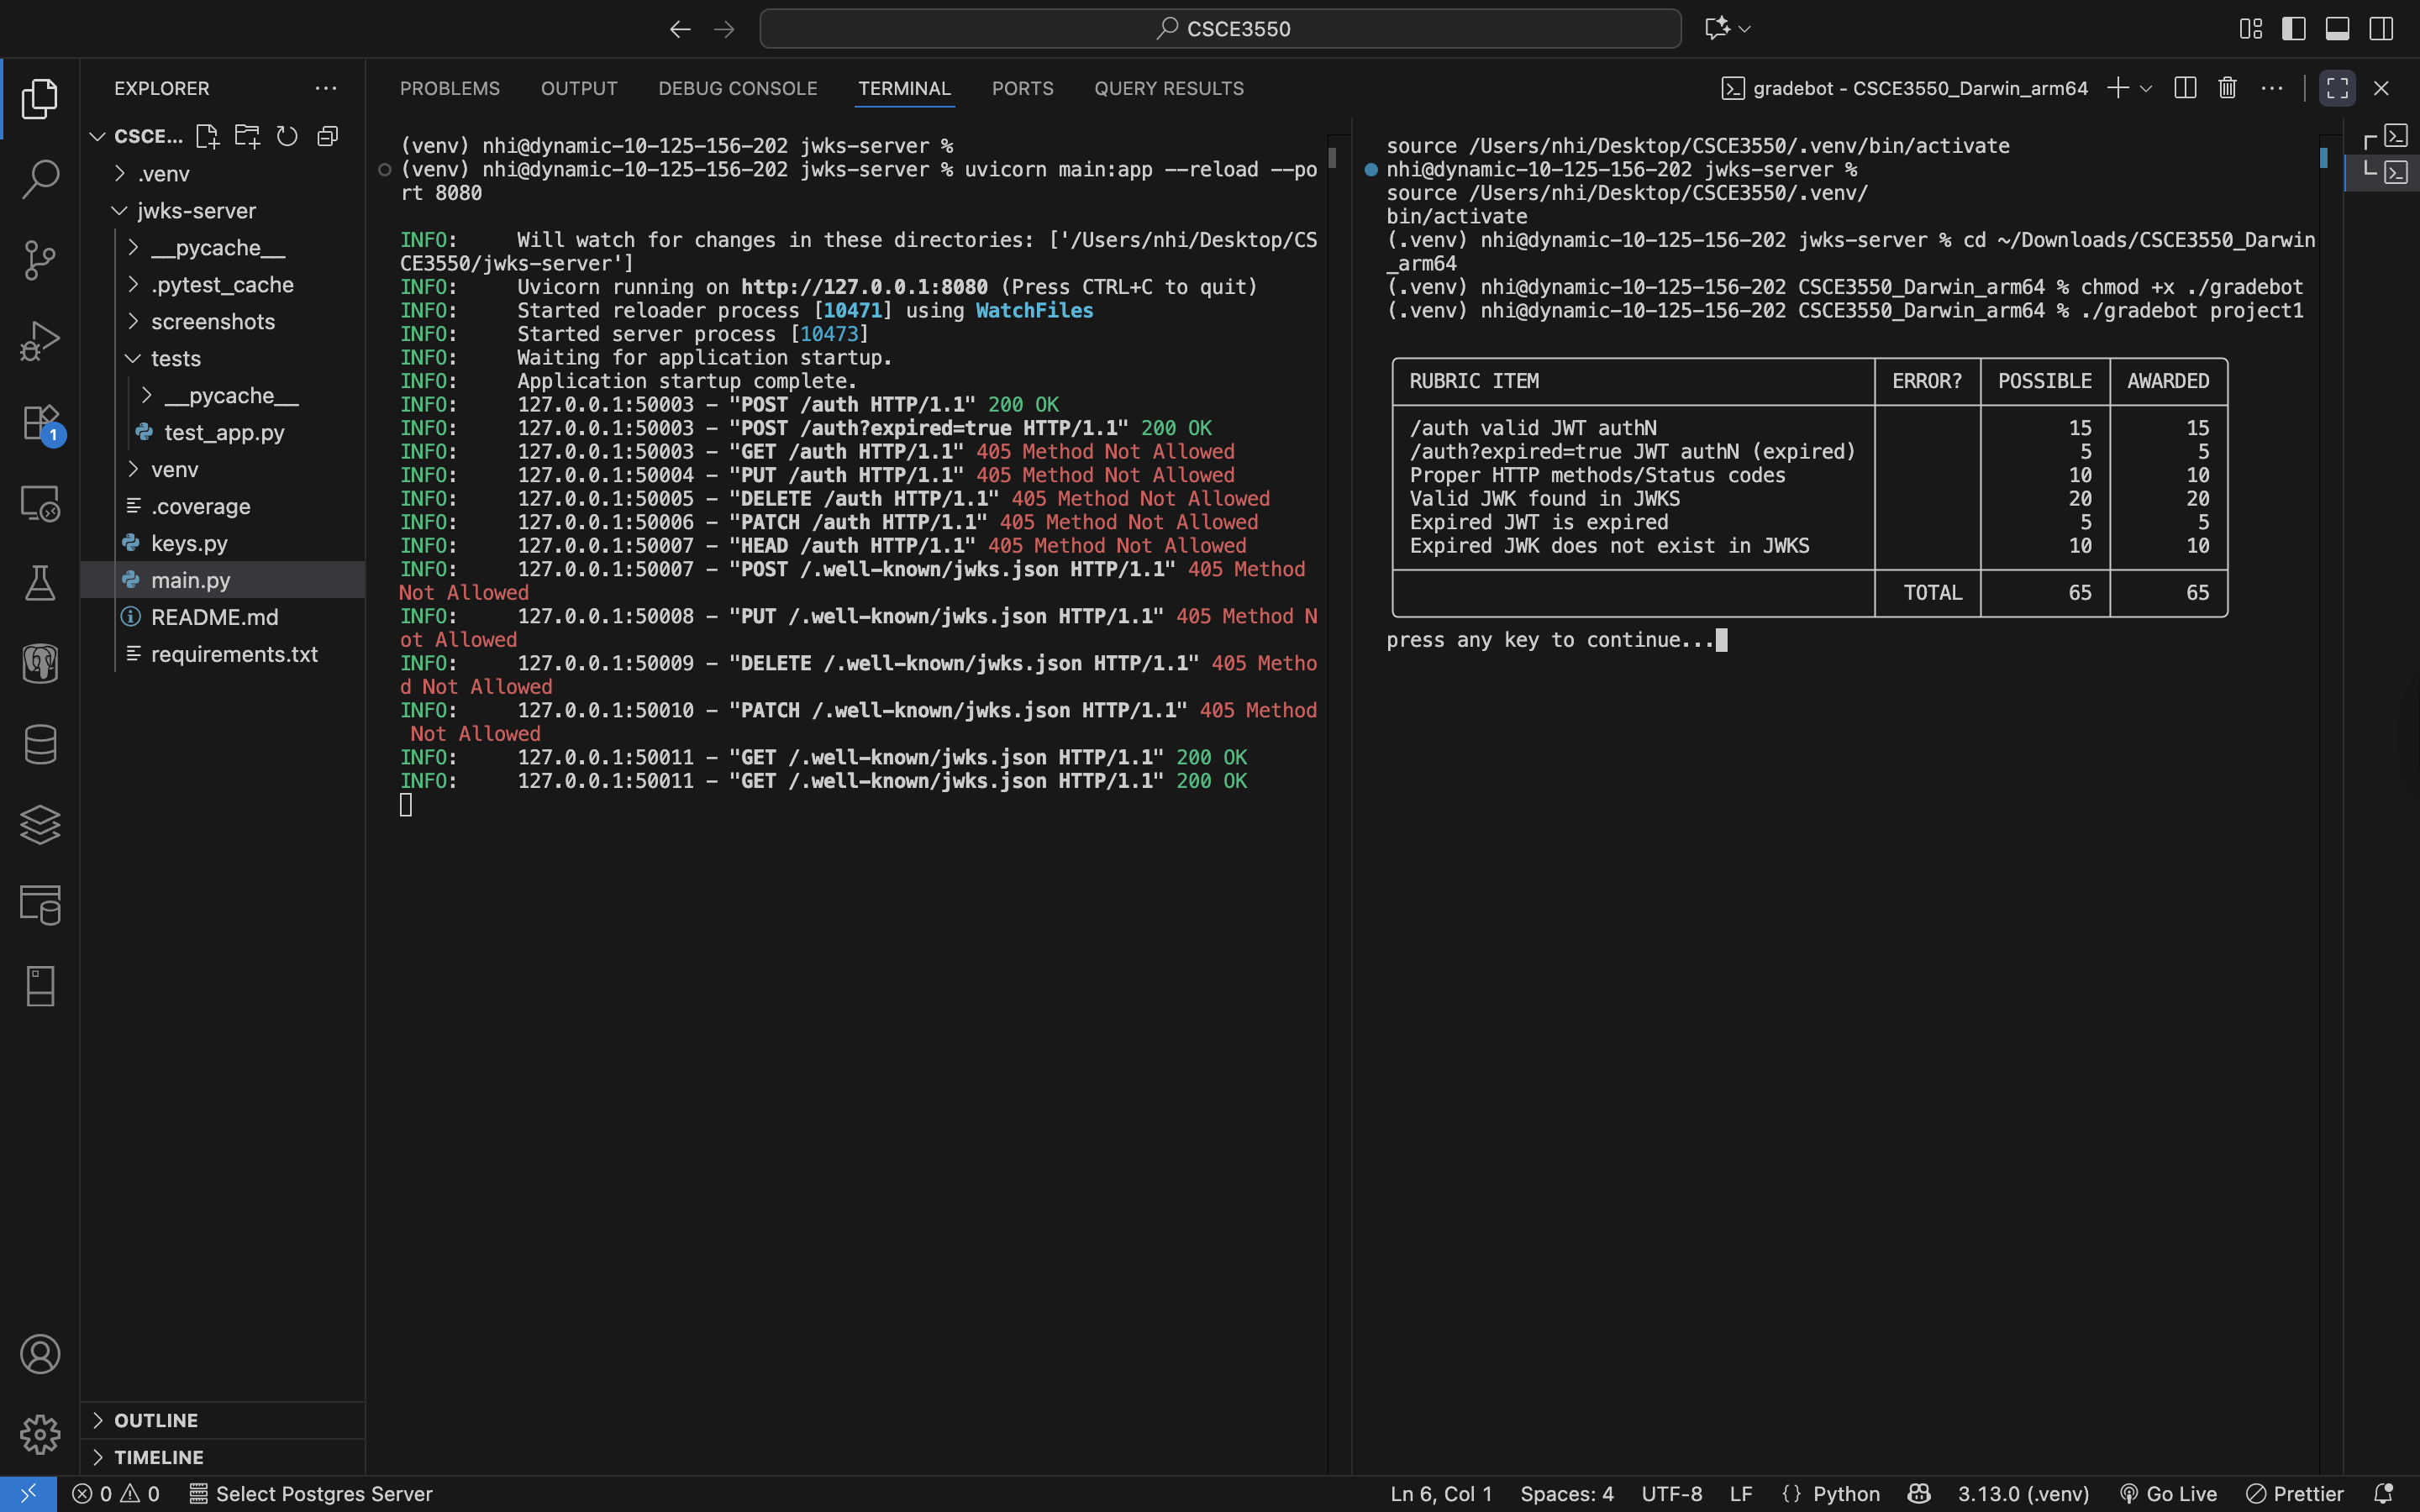 CSCE3550
EXPLORER
CSCE...
.venv
jwks-server
__pycache__
.pytest_cache
screenshots
tests
__pycache__
test_app.py
venv
.coverage
keys.py
main.py
README.md
requirements.txt
OUTLINE
TIMELINE
1
PROBLEMS OUTPUT DEBUG CONSOLE TERMINAL PORTS QUERY RESULTS
gradebot - CSCE3550_Darwin_arm64
(venv) nhi@dynamic-10-125-156-202 jwks-server %
(venv) nhi@dynamic-10-125-156-202 jwks-server % uvicorn main:app --reload --po
rt 8080
INFO: Will watch for changes in these directories: ['/Users/nhi/Desktop/CS
CE3550/jwks-server']
INFO: Uvicorn running on http://127.0.0.1:8080 (Press CTRL+C to quit)
INFO: Started reloader process [10471] using WatchFiles
INFO: Started server process [10473]
INFO: Waiting for application startup.
INFO: Application startup complete.
INFO: 127.0.0.1:50003 - "POST /auth HTTP/1.1" 200 OK
INFO: 127.0.0.1:50003 - "POST /auth?expired=true HTTP/1.1" 200 OK
INFO: 127.0.0.1:50003 - "GET /auth HTTP/1.1" 405 Method Not Allowed
INFO: 127.0.0.1:50004 - "PUT /auth HTTP/1.1" 405 Method Not Allowed
INFO: 127.0.0.1:50005 - "DELETE /auth HTTP/1.1" 405 Method Not Allowed
INFO: 127.0.0.1:50006 - "PATCH /auth HTTP/1.1" 405 Method Not Allowed
INFO: 127.0.0.1:50007 - "HEAD /auth HTTP/1.1" 405 Method Not Allowed
INFO: 127.0.0.1:50007 - "POST /.well-known/jwks.json HTTP/1.1" 405 Method
Not Allowed
INFO: 127.0.0.1:50008 - "PUT /.well-known/jwks.json HTTP/1.1" 405 Method N
ot Allowed
INFO: 127.0.0.1:50009 - "DELETE /.well-known/jwks.json HTTP/1.1" 405 Metho
d Not Allowed
INFO: 127.0.0.1:50010 - "PATCH /.well-known/jwks.json HTTP/1.1" 405 Method
Not Allowed
INFO: 127.0.0.1:50011 - "GET /.well-known/jwks.json HTTP/1.1" 200 OK
INFO: 127.0.0.1:50011 - "GET /.well-known/jwks.json HTTP/1.1" 200 OK
source /Users/nhi/Desktop/CSCE3550/.venv/bin/activate
nhi@dynamic-10-125-156-202 jwks-server %
source /Users/nhi/Desktop/CSCE3550/.venv/
bin/activate
(.venv) nhi@dynamic-10-125-156-202 jwks-server % cd ~/Downloads/CSCE3550_Darwin
_arm64
(.venv) nhi@dynamic-10-125-156-202 CSCE3550_Darwin_arm64 % chmod +x ./gradebot
(.venv) nhi@dynamic-10-125-156-202 CSCE3550_Darwin_arm64 % ./gradebot project1
RUBRIC ITEM ERROR? POSSIBLE AWARDED
/auth valid JWT authN 15 15
/auth?expired=true JWT authN (expired) 5 5
Proper HTTP methods/Status codes 10 10
Valid JWK found in JWKS 20 20
Expired JWT is expired 5 5
Expired JWK does not exist in JWKS 10 10
TOTAL 65 65
press any key to continue...
0 0 Select Postgres Server
Ln 6, Col 1 Spaces: 4 UTF-8 LF {} Python 3.13.0 (.venv) Go Live Prettier